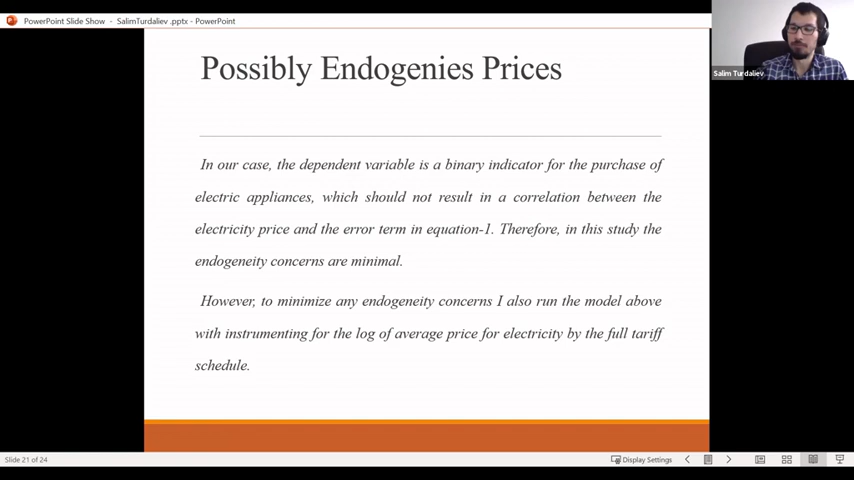 PowerPoint Slide Show - SalimTurdaliev .pptx - PowerPoint
Salim Turdaliev
Possibly Endogenies Prices
In our case, the dependent variable is a binary indicator for the purchase of
electric appliances, which should not result in a correlation between the
electricity price and the error term in equation-1. Therefore, in this study the
endogeneity concerns are minimal.
However, to minimize any endogeneity concerns I also run the model above
with instrumenting for the log of average price for electricity by the full tariff
schedule.
Slide 21 of 24
Display Settings